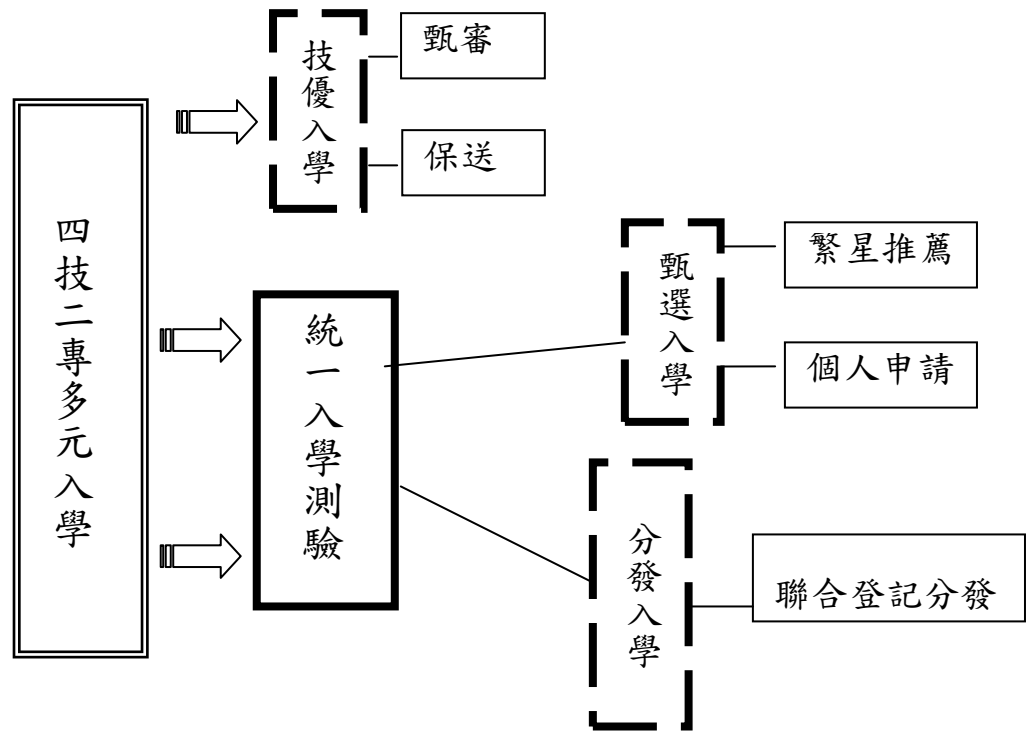 四技二專多元入學
技優入學
甄審
保送
統一入學測驗
甄選入學
繁星推薦
個人申請
分發入學
聯合登記分發